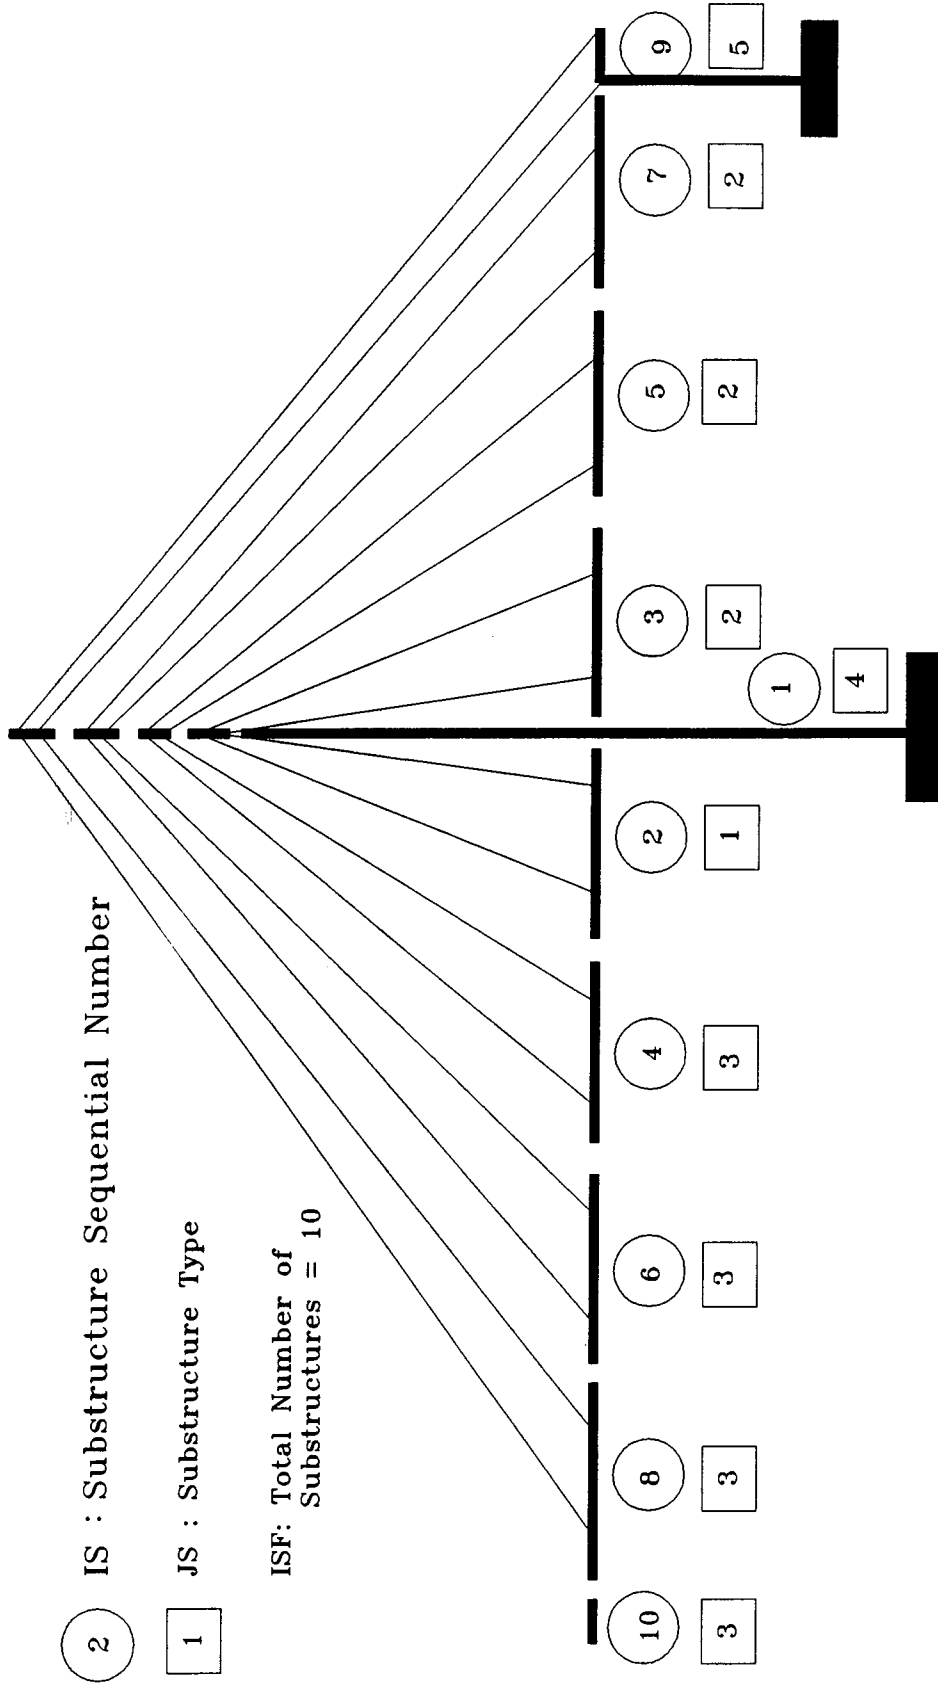 2 IS : Substructure Sequential Number
1 JS : Substructure Type
ISF: Total Number of
Substructures = 10
10 8 6 4 2 1 3 5 7 9
3 3 3 3 1 4 2 2 2 5